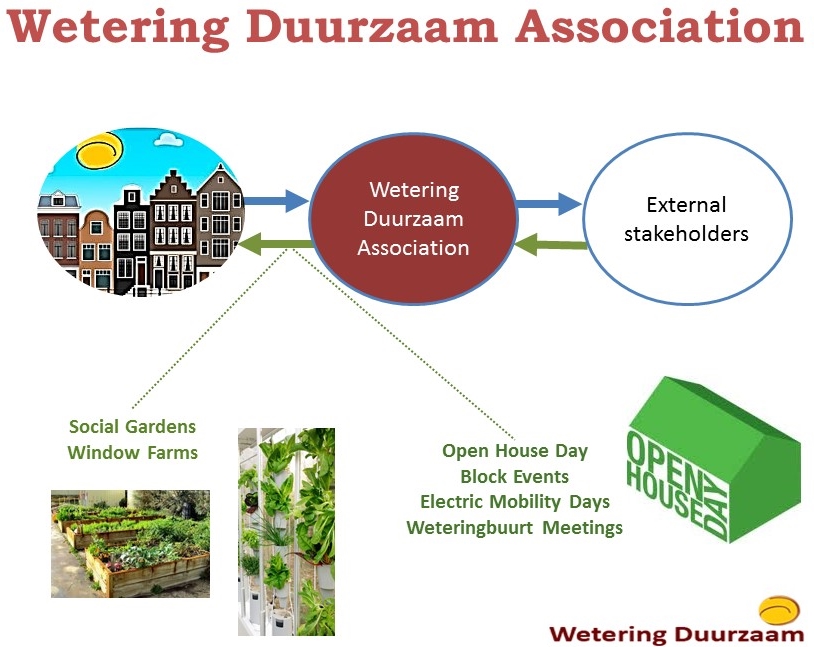 Wetering Duurzaam Association
Wetering
Duurzaam
Association
External
stakeholders
Social Gardens
Window Farms
Open House Day
Block Events
Electric Mobility Days
Weteringbuurt Meetings
OPEN
HOUSE
DAY
Wetering Duurzaam